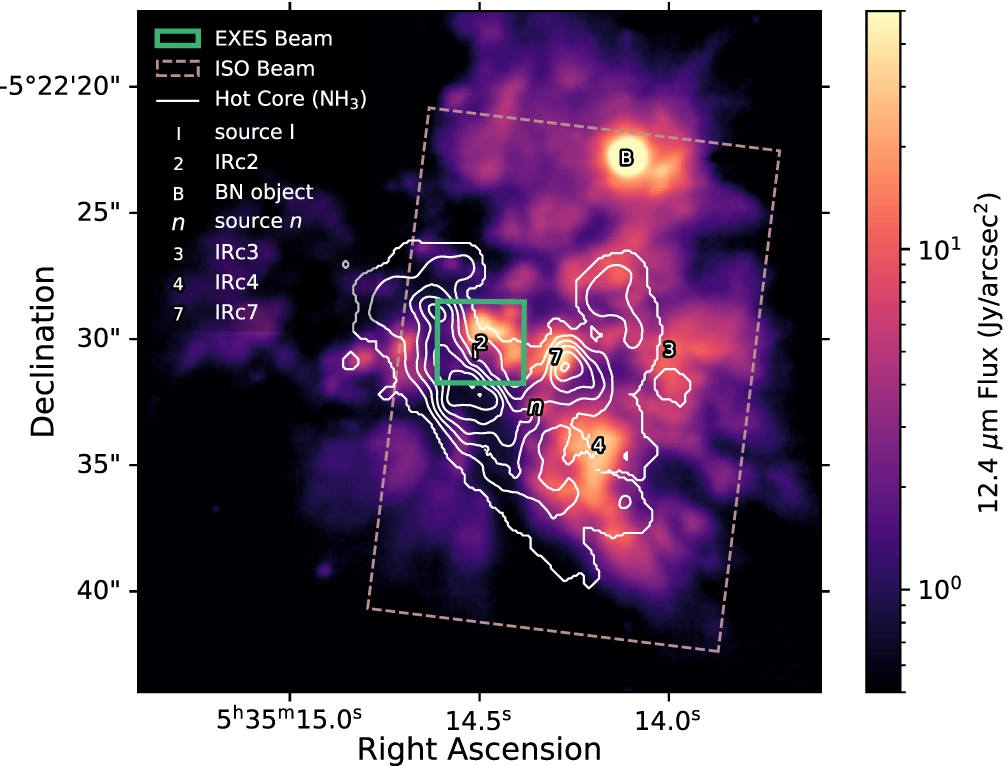 EXES Beam
ISO Beam
Hot Core (NH₃)
I source I
2 IRc2
B BN object
n source n
3 IRc3
4 IRc4
7 IRc7
-5°22'20"
25"
30"
35"
40"
Declination
B
2
I
7
3
n
4
5ʰ35ᵐ15.0ˢ 14.5ˢ 14.0ˢ
Right Ascension
10¹
10⁰
12.4 μm Flux (Jy/arcsec²)